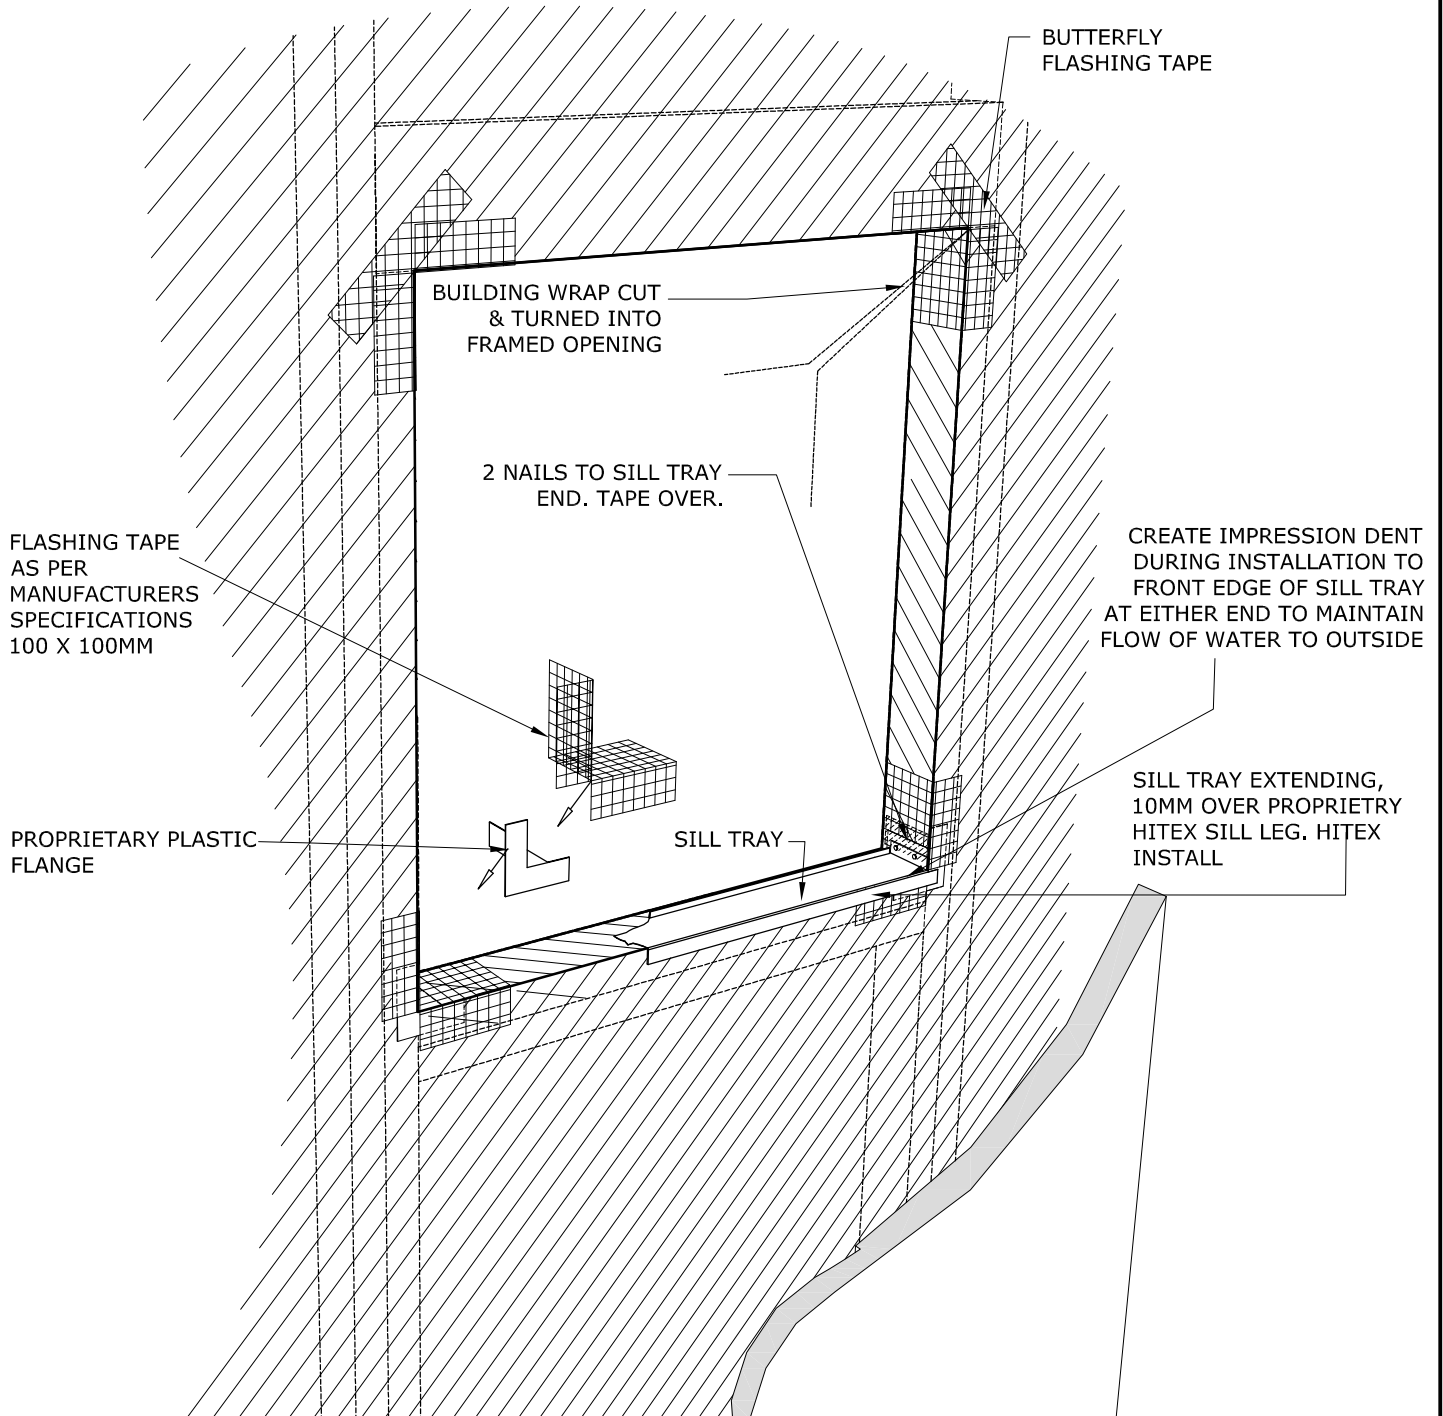 BUTTERFLY
FLASHING TAPE
BUILDING WRAP CUT
& TURNED INTO
FRAMED OPENING
2 NAILS TO SILL TRAY
END. TAPE OVER.
FLASHING TAPE
AS PER
MANUFACTURERS
SPECIFICATIONS
100 X 100MM
CREATE IMPRESSION DENT
DURING INSTALLATION TO
FRONT EDGE OF SILL TRAY
AT EITHER END TO MAINTAIN
FLOW OF WATER TO OUTSIDE
PROPRIETARY PLASTIC
FLANGE
SILL TRAY
SILL TRAY EXTENDING,
10MM OVER PROPRIETRY
HITEX SILL LEG. HITEX
INSTALL